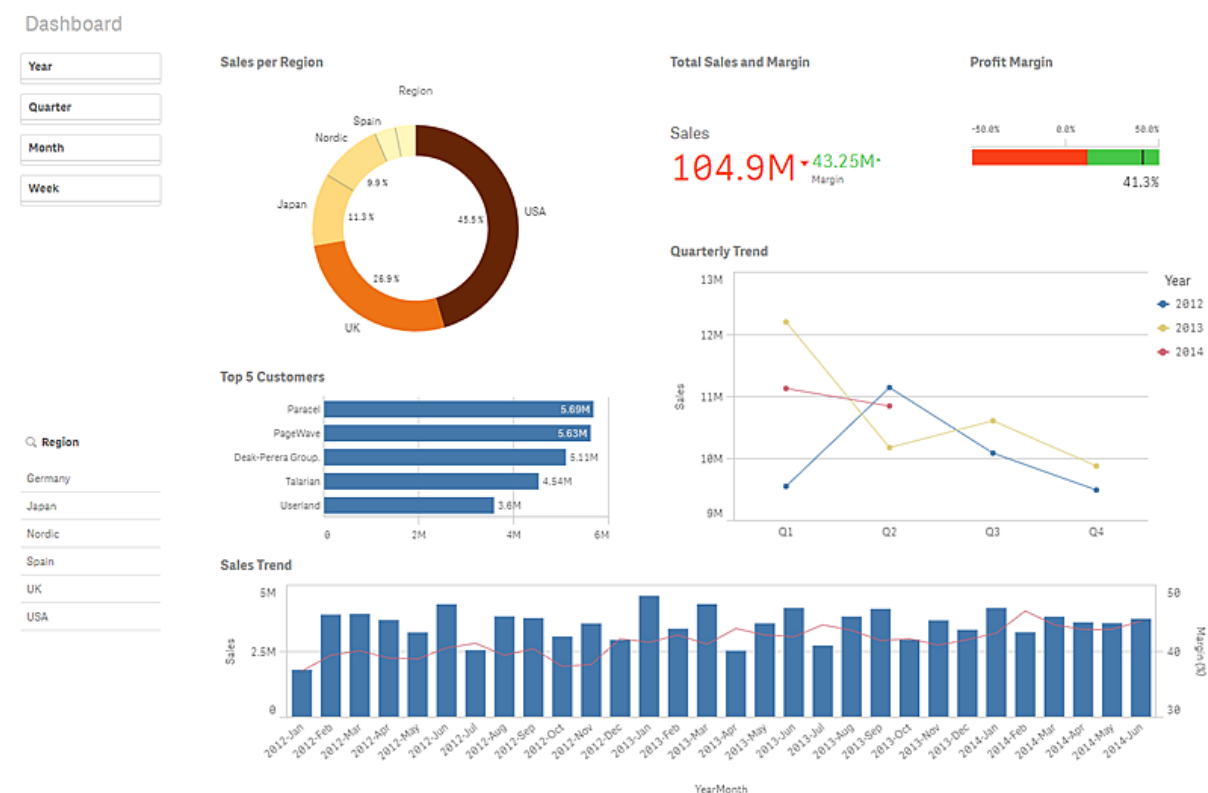 Dashboard
Year
Quarter
Month
Week
Region
Germany
Japan
Nordic
Spain
UK
USA
Sales per Region
Region
Spain
Nordic
Japan
UK
USA
9.9%
11.3%
26.9%
45.5%
Total Sales and Margin
Sales
104.9M
43.25M
Margin
Profit Margin
-50.0% 0.0% 50.0%
41.3%
Top 5 Customers
Paracel 5.69M
PageWave 5.63M
Deak-Perera Group. 5.11M
Talarian 4.54M
Userland 3.6M
0 2M 4M 6M
Quarterly Trend
Sales
13M
12M
11M
10M
9M
Q1 Q2 Q3 Q4
Year
2012
2013
2014
Sales Trend
Sales
5M
2.5M
0
50
40
30
Margin (%)
2012-Jan 2012-Feb 2012-Mar 2012-Apr 2012-May 2012-Jun 2012-Jul 2012-Aug 2012-Sep 2012-Oct 2012-Nov 2012-Dec 2013-Jan 2013-Feb 2013-Mar 2013-Apr 2013-May 2013-Jun 2013-Jul 2013-Aug 2013-Sep 2013-Oct 2013-Nov 2013-Dec 2014-Jan 2014-Feb 2014-Mar 2014-Apr 2014-May 2014-Jun
YearMonth